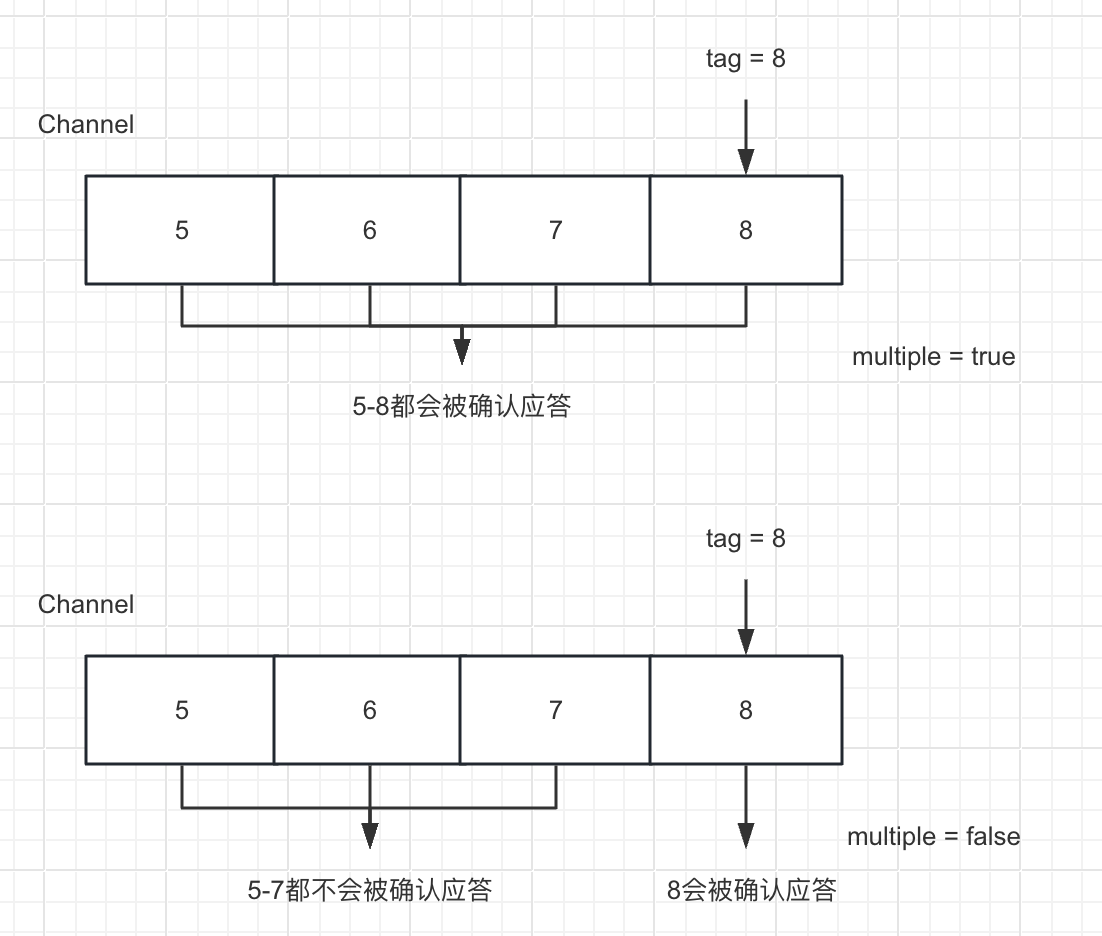 tag = 8
Channel
5 6 7 8
multiple = true
5-8都会被确认应答
tag = 8
Channel
5 6 7 8
multiple = false
5-7都不会被确认应答 8会被确认应答